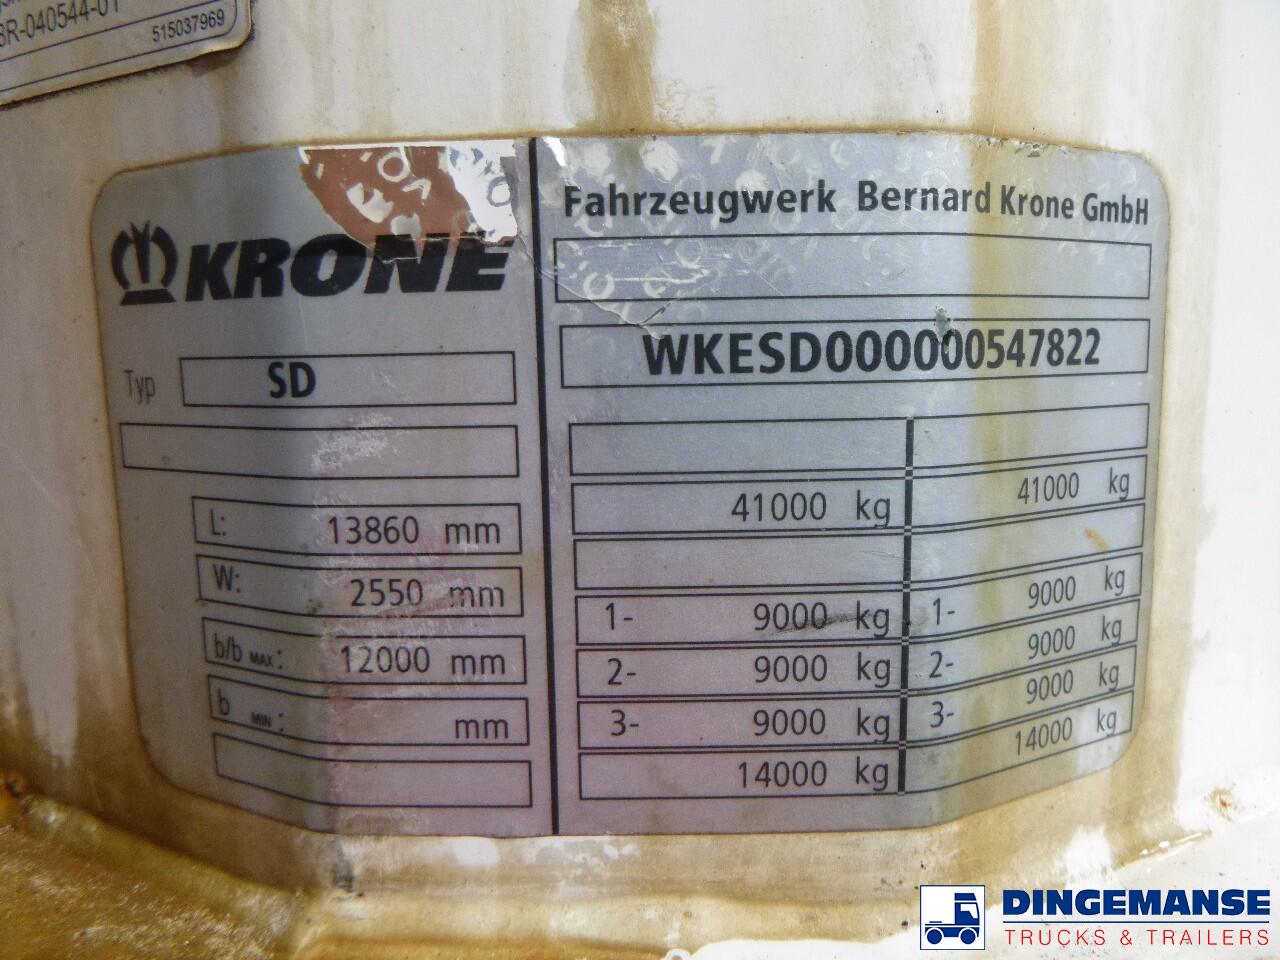 BR-040544-01
515037969
KRONE
Fahrzeugwerk Bernard Krone GmbH
WKESD000000547822
Typ SD
41000 kg 41000 kg
L: 13860 mm
W: 2550 mm
b/b MAX: 12000 mm
b MIN: mm
1- 9000 kg 1- 9000 kg
2- 9000 kg 2- 9000 kg
3- 9000 kg 3- 9000 kg
14000 kg 14000 kg
DINGEMANSE
TRUCKS & TRAILERS